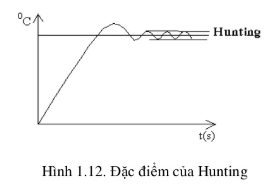 ⁰C
Hunting
t(s)
Hình 1.12. Đặc điểm của Hunting